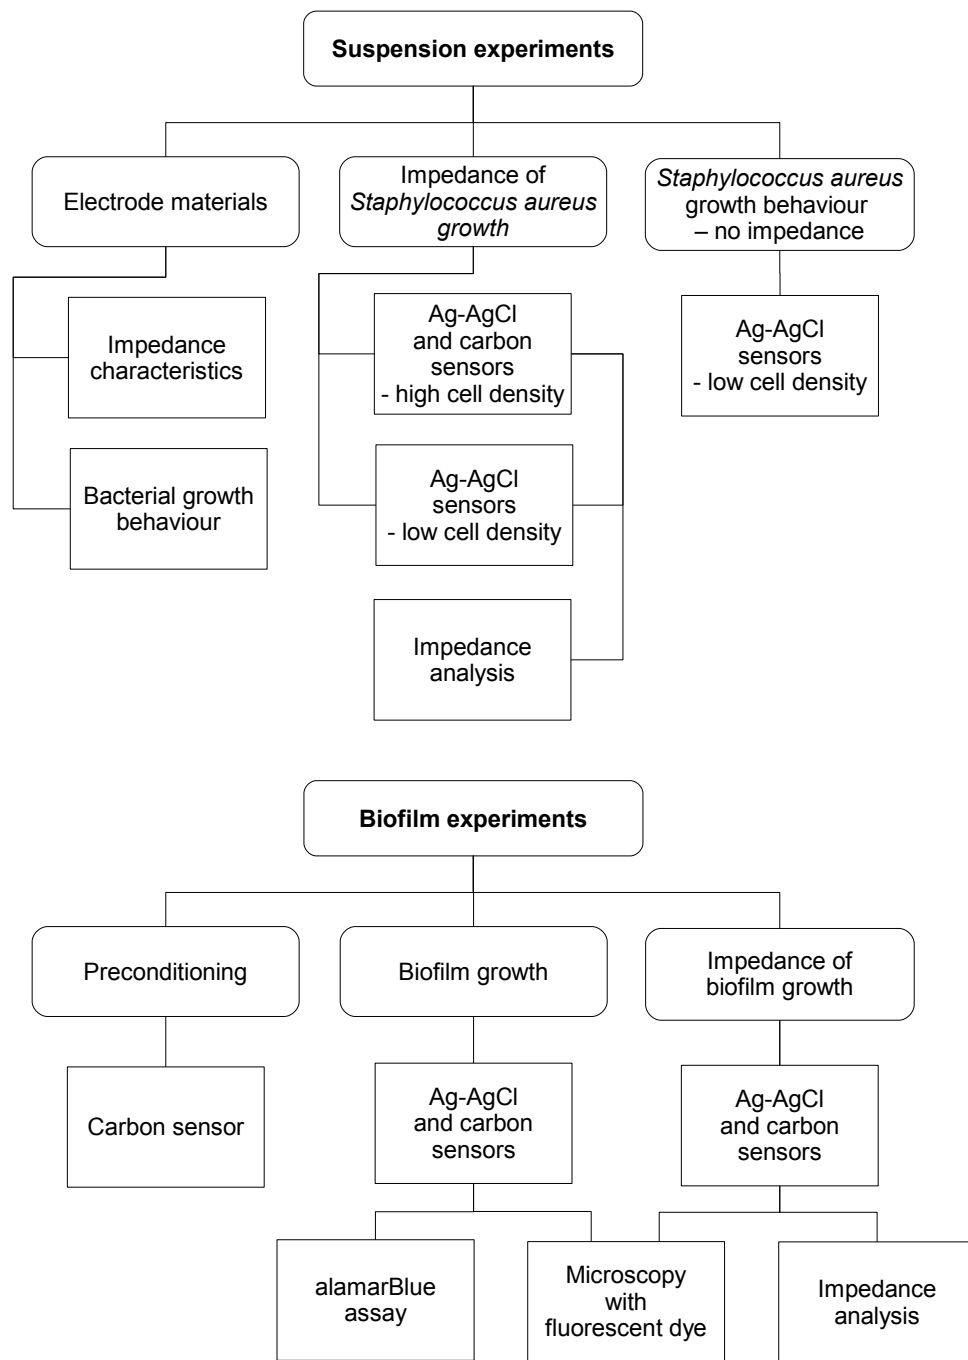 Suspension experiments
Electrode materials
Impedance of
Staphylococcus aureus
growth
Staphylococcus aureus
growth behaviour
– no impedance
Impedance
characteristics
Ag-AgCl
and carbon
sensors
- high cell density
Ag-AgCl
sensors
- low cell density
Bacterial growth
behaviour
Ag-AgCl
sensors
- low cell density
Impedance
analysis
Biofilm experiments
Preconditioning
Biofilm growth
Impedance of
biofilm growth
Carbon sensor
Ag-AgCl
and carbon
sensors
Ag-AgCl
and carbon
sensors
alamarBlue
assay
Microscopy
with
fluorescent dye
Impedance
analysis